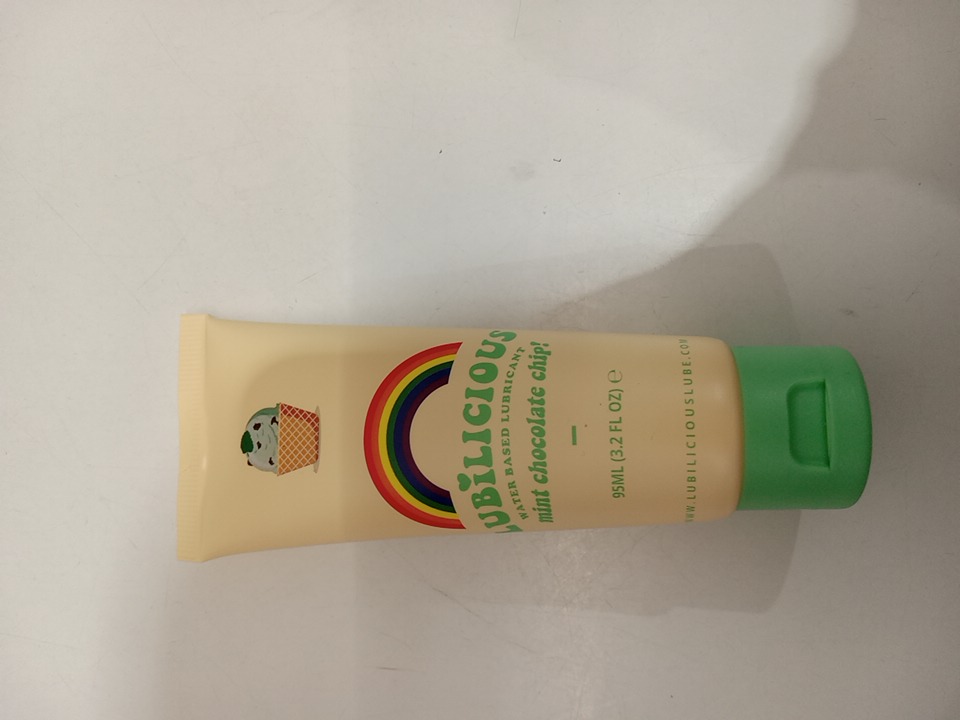 LUBiLICIOUS
WATER BASED LUBRICANT
mint chocolate chip!
95ML (3.2 FL OZ) ℮
WWW.LUBILICIOUSLUBE.COM